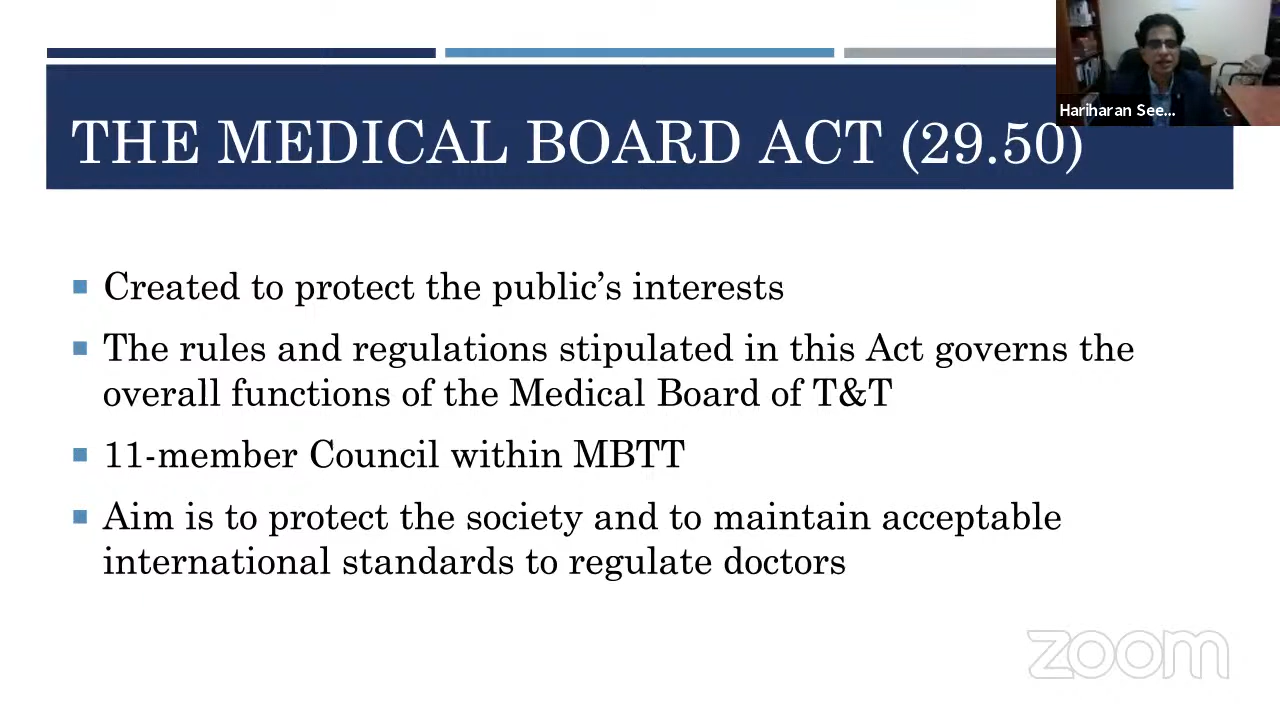 THE MEDICAL BOARD ACT (29.50)
Hariharan See...
Created to protect the public’s interests
The rules and regulations stipulated in this Act governs the
overall functions of the Medical Board of T&T
11-member Council within MBTT
Aim is to protect the society and to maintain acceptable
international standards to regulate doctors
zoom